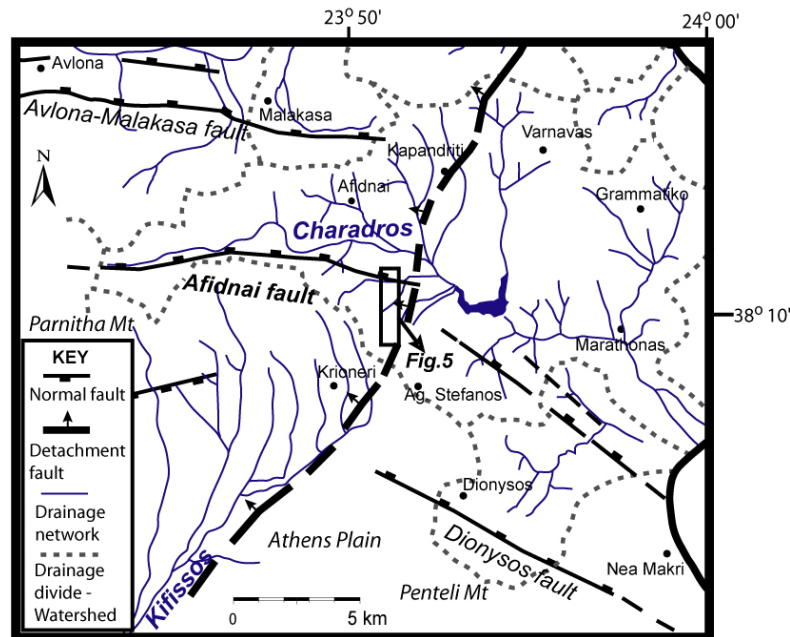 23° 50'
24° 00'
Avlona
Malakasa
Avlona-Malakasa fault
Varnavas
Kapandriti
N
Afidnai
Grammatiko
Charadros
Afidnai fault
38° 10'
Parnitha Mt
Marathonas
KEY
Normal fault
Detachment
fault
Drainage
network
Drainage
divide -
Watershed
Fig.5
Krioneri
Ag. Stefanos
Dionysos
Athens Plain
Dionysos fault
Nea Makri
Kifissos
Penteli Mt
0
5 km